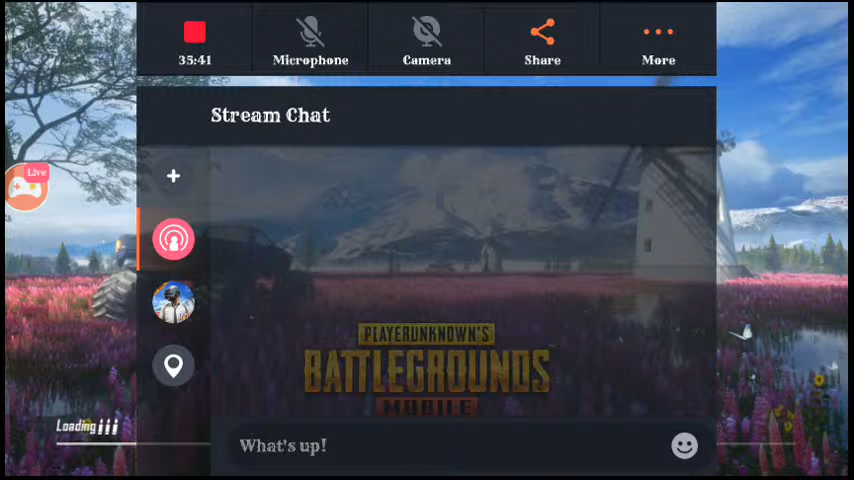 35:41
Microphone
Camera
Share
More
Stream Chat
Live
PLAYERUNKNOWN'S
BATTLEGROUNDS
MOBILE
Loading
What's up!